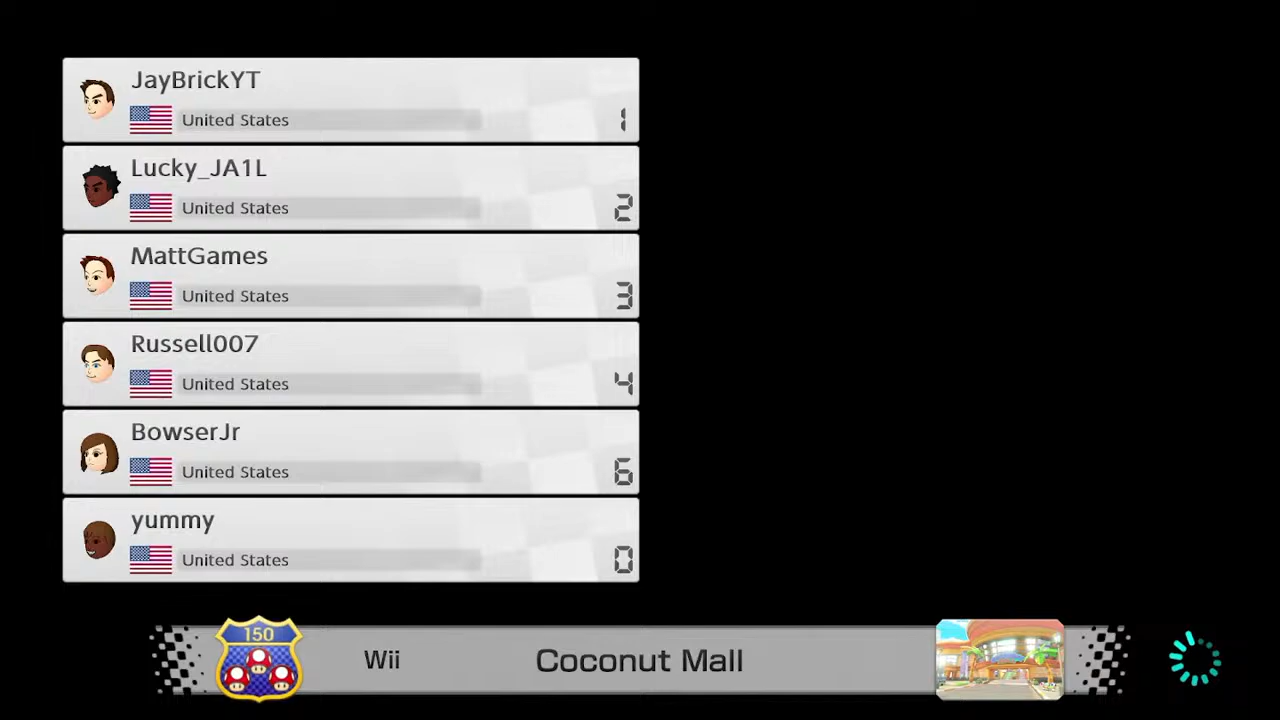 JayBrickYT
United States 1
Lucky_JA1L
United States 2
MattGames
United States 3
Russell007
United States 4
BowserJr
United States 6
yummy
United States 0
150 Wii Coconut Mall